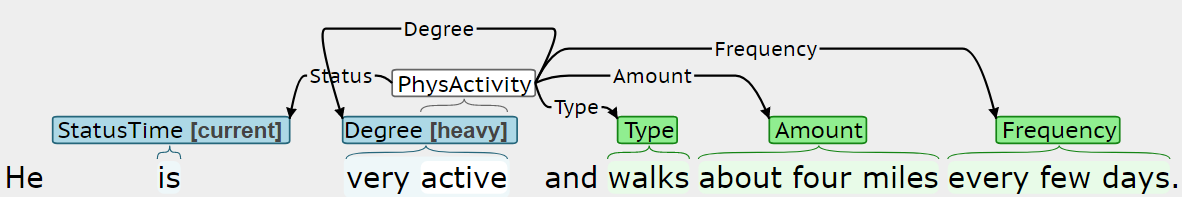 Degree
Frequency
Status PhysActivity Amount
Type
StatusTime [current] Degree [heavy] Type Amount Frequency
He is very active and walks about four miles every few days.